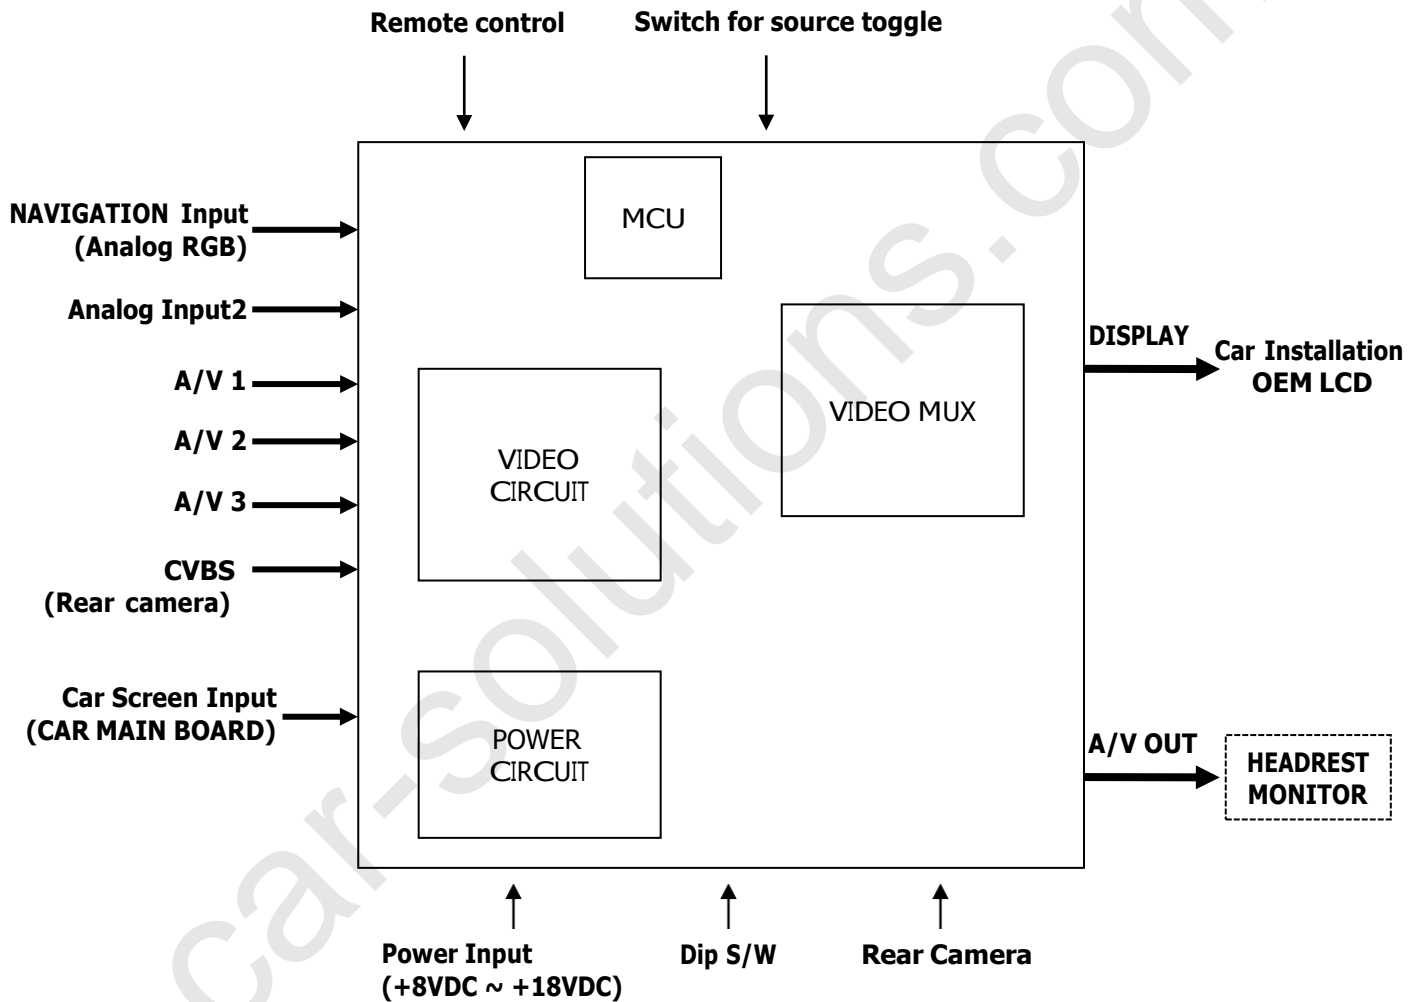 Remote control
Switch for source toggle
MCU
NAVIGATION Input
(Analog RGB)
Analog Input2
A/V 1
A/V 2
A/V 3
CVBS
(Rear camera)
Car Screen Input
(CAR MAIN BOARD)
VIDEO
CIRCUIT
VIDEO MUX
POWER
CIRCUIT
DISPLAY
Car Installation
OEM LCD
A/V OUT
HEADREST
MONITOR
Power Input
(+8VDC ~ +18VDC)
Dip S/W
Rear Camera
car-solutions.com